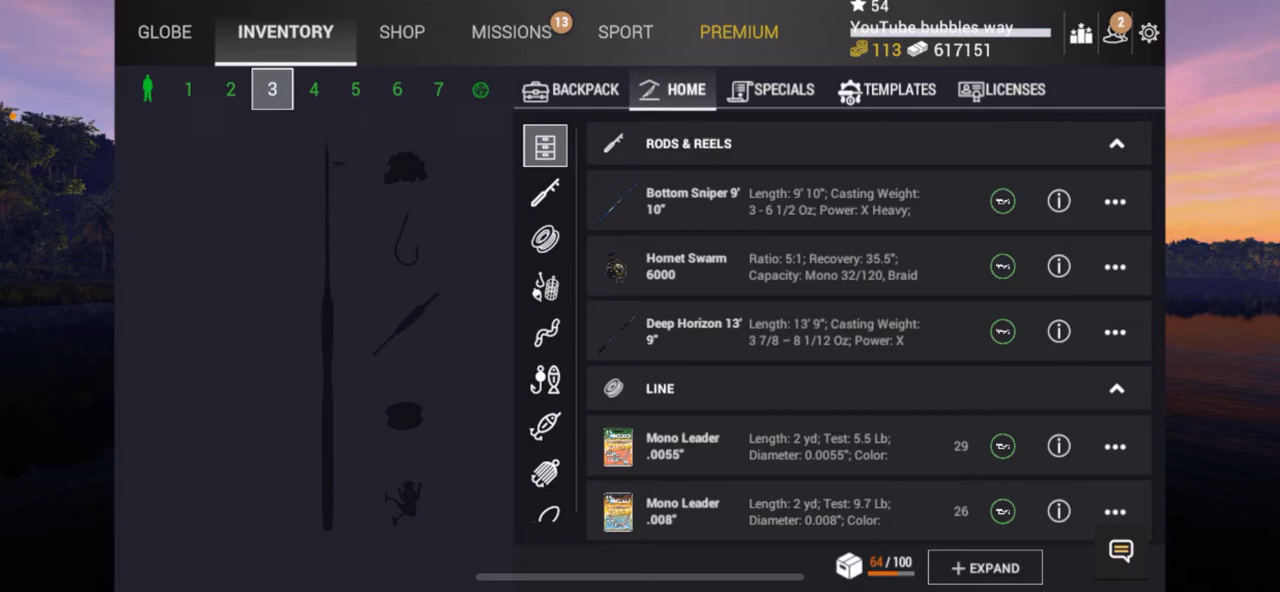 54
GLOBE INVENTORY SHOP MISSIONS 13 SPORT PREMIUM
YouTube.bubbles way
2
113 617151
1 2 3 4 5 6 7
BACKPACK HOME SPECIALS TEMPLATES LICENSES
RODS & REELS
Bottom Sniper 9' Length: 9' 10"; Casting Weight:
10" 3 - 6 1/2 Oz; Power: X Heavy;
Hornet Swarm Ratio: 5:1; Recovery: 35.5";
6000 Capacity: Mono 32/120, Braid
Deep Horizon 13' Length: 13' 9"; Casting Weight:
9" 3 7/8 – 8 1/12 Oz; Power: X
LINE
Mono Leader Length: 2 yd; Test: 5.5 Lb;
.0055" Diameter: 0.0055"; Color: 29
Mono Leader Length: 2 yd; Test: 9.7 Lb;
.008" Diameter: 0.008"; Color: 26
64 / 100 + EXPAND